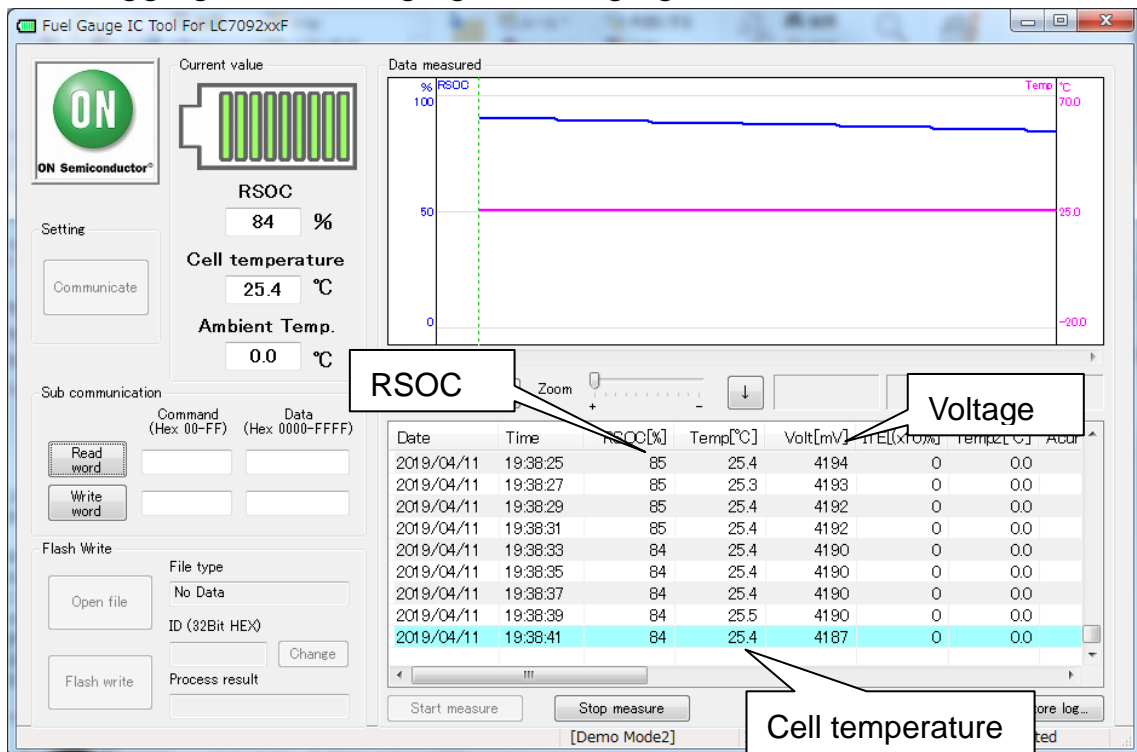 Fuel Gauge IC Tool For LC7092xxF
ON
ON Semiconductor®
Current value
RSOC
84 %
Cell temperature
25.4 ℃
Ambient Temp.
0.0 ℃
Setting
Communicate
Sub communication
Command Data
(Hex 00-FF) (Hex 0000-FFFF)
Read
word
Write
word
Flash Write
Open file
File type
No Data
ID (32Bit HEX)
Change
Flash write
Process result
Data measured
% RSOC Temp ℃
100 70.0
50 25.0
0 -20.0
RSOC
Zoom
+ -
↓
Voltage
Date Time RSOC[%] Temp[℃] Volt[mV]
2019/04/11 19:38:25 85 25.4 4194 0 0.0
2019/04/11 19:38:27 85 25.3 4193 0 0.0
2019/04/11 19:38:29 85 25.4 4192 0 0.0
2019/04/11 19:38:31 85 25.4 4192 0 0.0
2019/04/11 19:38:33 84 25.4 4190 0 0.0
2019/04/11 19:38:35 84 25.4 4190 0 0.0
2019/04/11 19:38:37 84 25.4 4190 0 0.0
2019/04/11 19:38:39 84 25.5 4190 0 0.0
2019/04/11 19:38:41 84 25.4 4187 0 0.0
Start measure
Stop measure
Cell temperature
log...
[Demo Mode2]